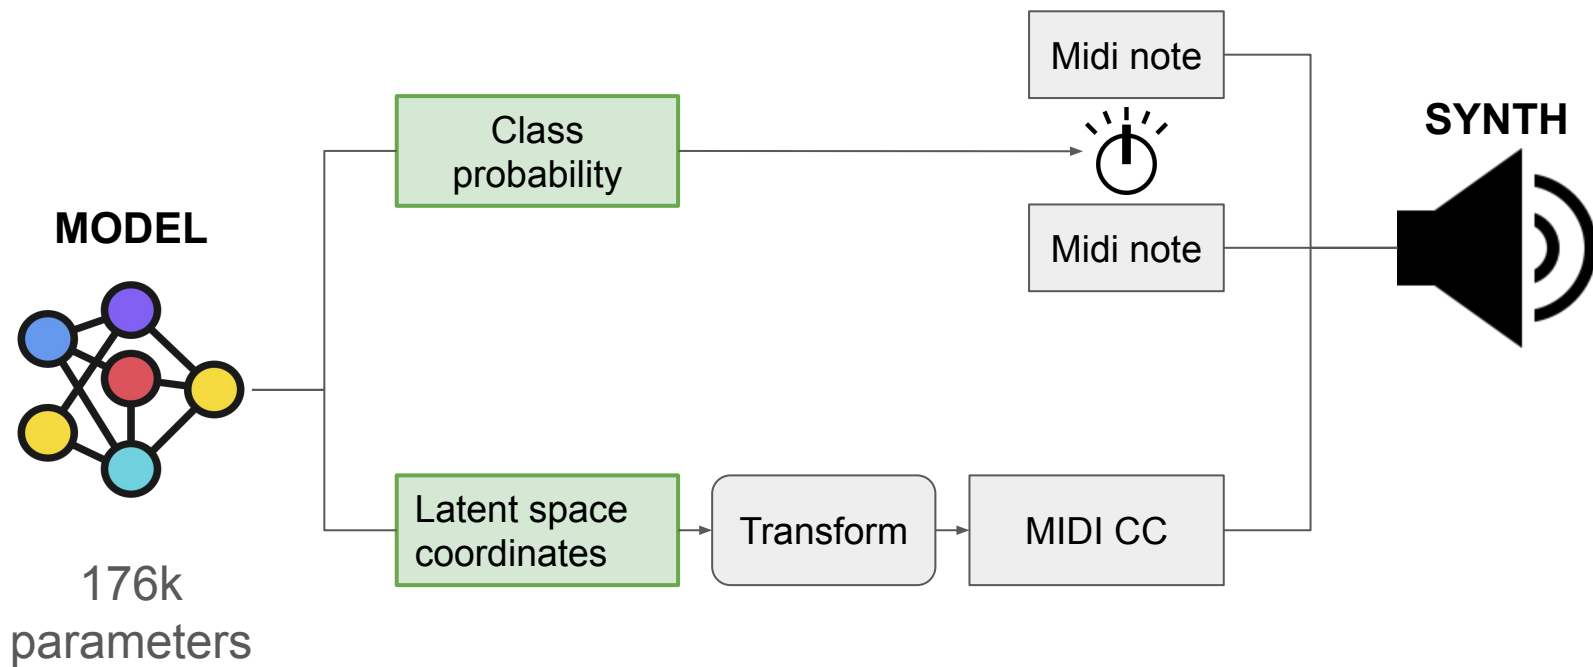 MODEL
176k
parameters
Class
probability
Latent space
coordinates
Transform
MIDI CC
Midi note
Midi note
SYNTH